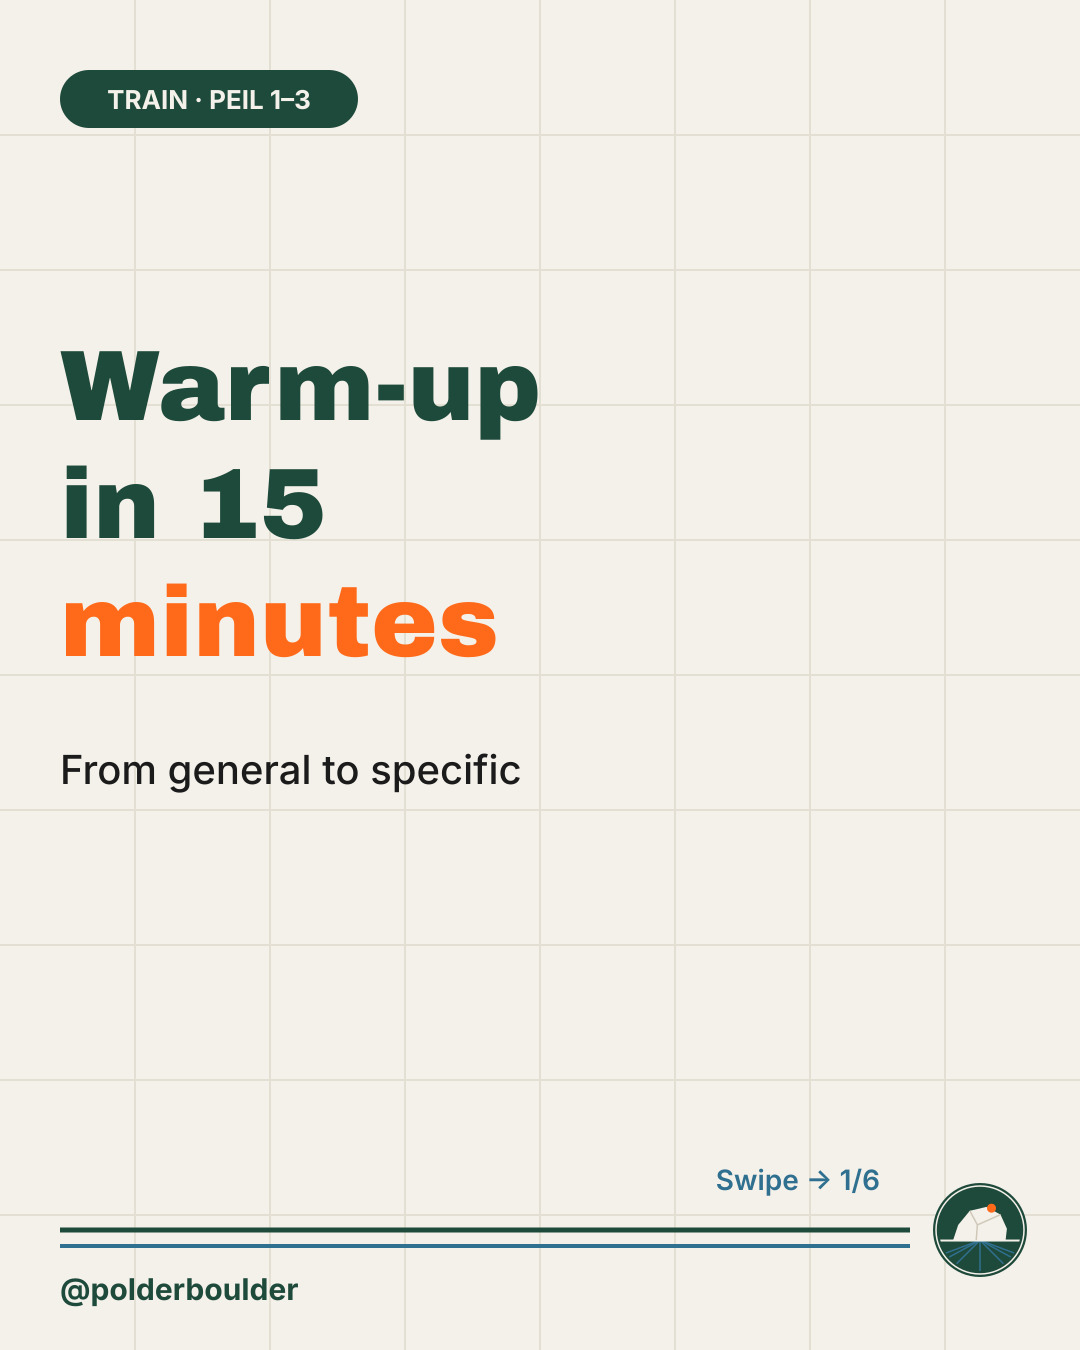 TRAIN · PEIL 1–3
Warm-up
in 15
minutes
From general to specific
Swipe → 1/6
@polderboulder